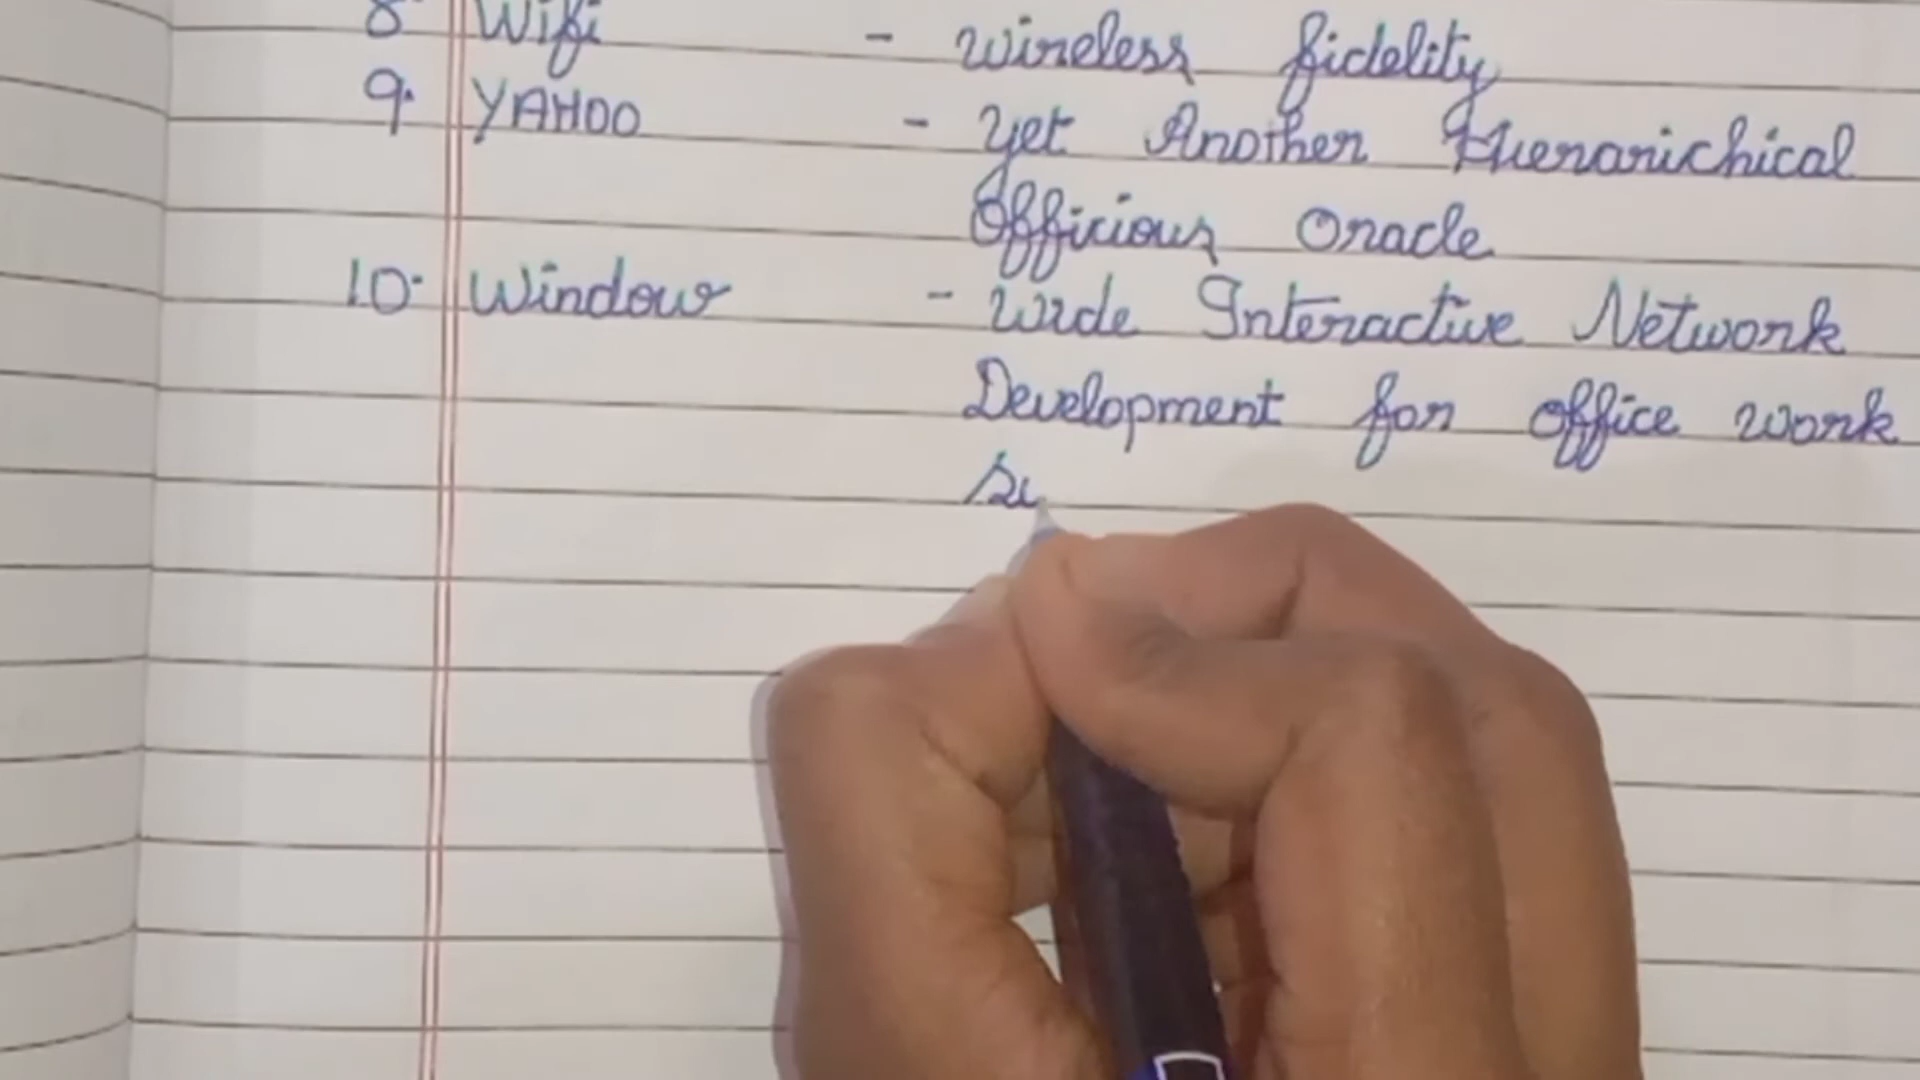 8. Wifi - wireless fidelity
9. YAHOO - Yet Another Hierarichical
Officious Oracle
10. Window - Wide Interactive Network
Development for office work